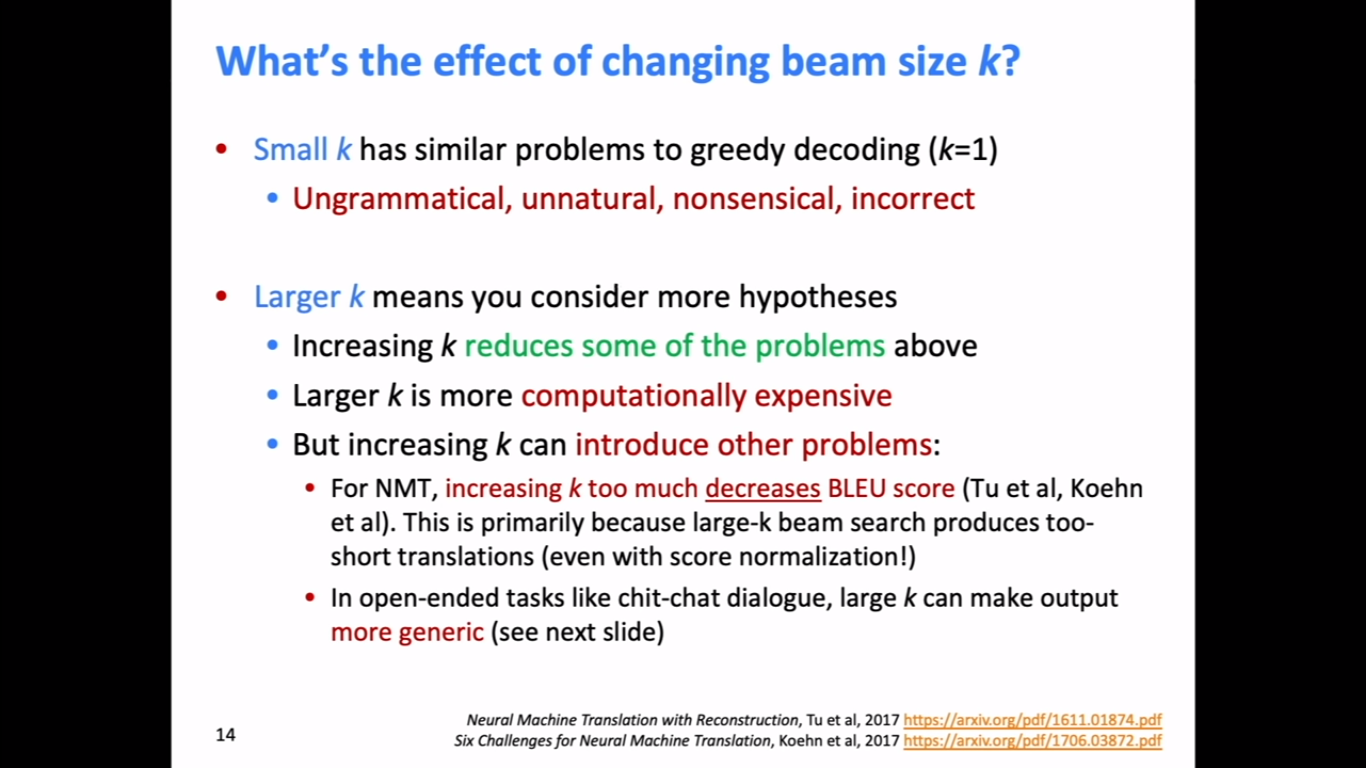 What's the effect of changing beam size k?
• Small k has similar problems to greedy decoding (k=1)
• Ungrammatical, unnatural, nonsensical, incorrect
• Larger k means you consider more hypotheses
• Increasing k reduces some of the problems above
• Larger k is more computationally expensive
• But increasing k can introduce other problems:
• For NMT, increasing k too much decreases BLEU score (Tu et al, Koehn
et al). This is primarily because large-k beam search produces too-
short translations (even with score normalization!)
• In open-ended tasks like chit-chat dialogue, large k can make output
more generic (see next slide)
Neural Machine Translation with Reconstruction, Tu et al, 2017 https://arxiv.org/pdf/1611.01874.pdf
Six Challenges for Neural Machine Translation, Koehn et al, 2017 https://arxiv.org/pdf/1706.03872.pdf
14